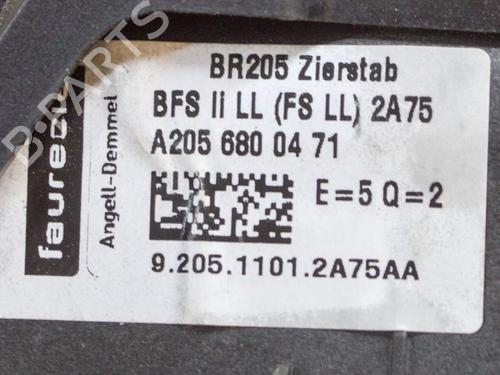 BR205 Zierstab
BFS II LL (FS LL) 2A75
A205 680 04 71
E=5 Q=2
9.205.1101.2A75AA
faurecia
Angell-Demmel
B-PARTS